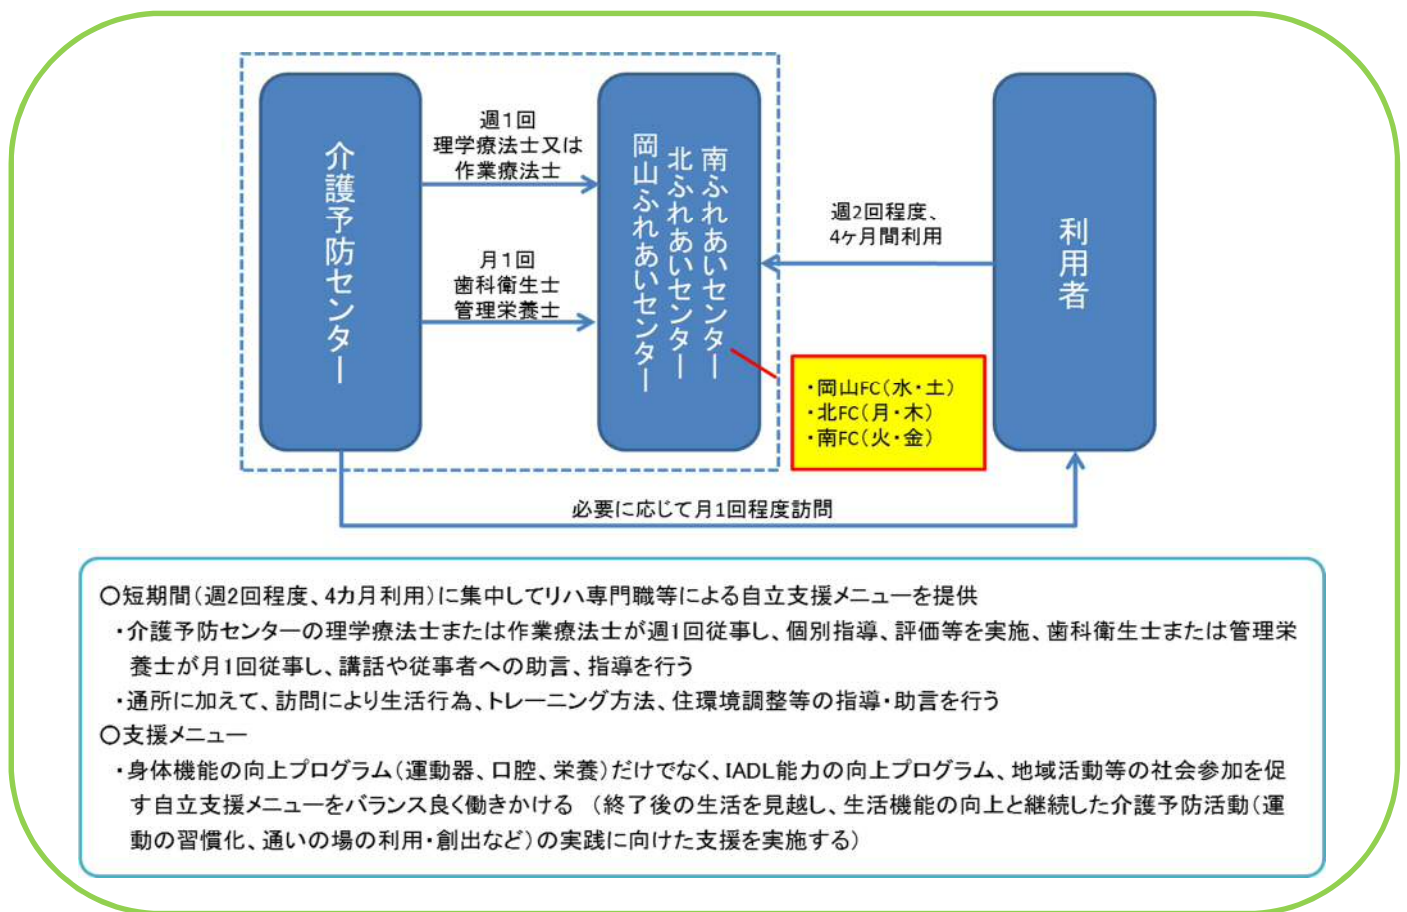 介護予防センター
週1回
理学療法士又は
作業療法士
月1回
歯科衛生士
管理栄養士
南ふれあいセンター
北ふれあいセンター
岡山ふれあいセンター
週2回程度、
4ヶ月間利用
利用者
・岡山FC(水・土)
・北FC(月・木)
・南FC(火・金)
必要に応じて月1回程度訪問
〇短期間(週2回程度、4カ月利用)に集中してリハ専門職等による自立支援メニューを提供
・介護予防センターの理学療法士または作業療法士が週1回従事し、個別指導、評価等を実施、歯科衛生士または管理栄
養士が月1回従事し、講話や従事者への助言、指導を行う
・通所に加えて、訪問により生活行為、トレーニング方法、住環境調整等の指導・助言を行う
〇支援メニュー
・身体機能の向上プログラム(運動器、口腔、栄養)だけでなく、IADL能力の向上プログラム、地域活動等の社会参加を促
す自立支援メニューをバランス良く働きかける (終了後の生活を見越し、生活機能の向上と継続した介護予防活動(運
動の習慣化、通いの場の利用・創出など)の実践に向けた支援を実施する)